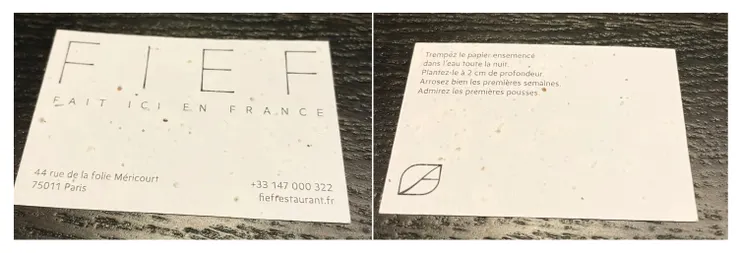 FIEF
FAIT ICI EN FRANCE
44 rue de la folie Méricourt
75011 Paris
+33 147 000 322
fiefrestaurant.fr
Trempez le papier ensemencé
dans l'eau toute la nuit.
Plantez-le à 2 cm de profondeur.
Arrosez bien les premières semaines.
Admirez les premières pousses.